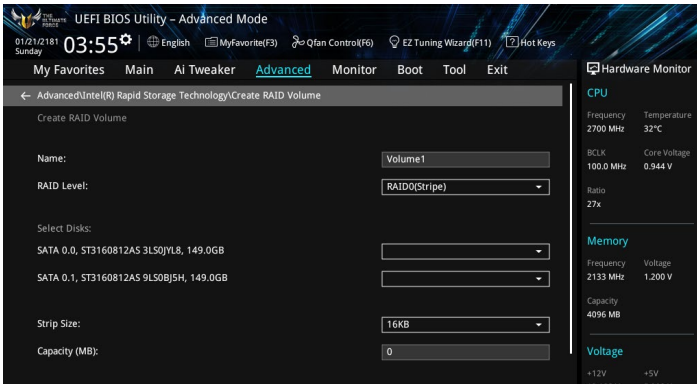 THE ULTIMATE FORCE
UEFI BIOS Utility – Advanced Mode
01/21/2181
Sunday
03:55
English
MyFavorite(F3)
Qfan Control(F6)
EZ Tuning Wizard(F11)
? Hot Keys
My Favorites Main Ai Tweaker Advanced Monitor Boot Tool Exit
Hardware Monitor
← Advanced\Intel(R) Rapid Storage Technology\Create RAID Volume
Create RAID Volume
Name: Volume1
RAID Level: RAID0(Stripe)
Select Disks:
SATA 0.0, ST3160812AS 3LS0JYL8, 149.0GB
SATA 0.1, ST3160812AS 9LS0BJ5H, 149.0GB
Strip Size: 16KB
Capacity (MB): 0
CPU
Frequency Temperature
2700 MHz 32°C
BCLK Core Voltage
100.0 MHz 0.944 V
Ratio
27x
Memory
Frequency Voltage
2133 MHz 1.200 V
Capacity
4096 MB
Voltage
+12V +5V